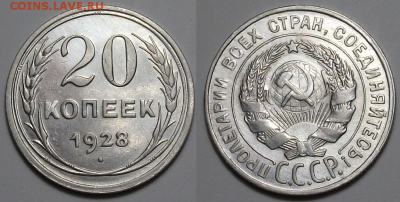 COINS.LAVE.RU
20
КОПЕЕК
1928
ПРОЛЕТАРИИ ВСЕХ СТРАН, СОЕДИНЯЙТЕСЬ!
С.С.С.Р.